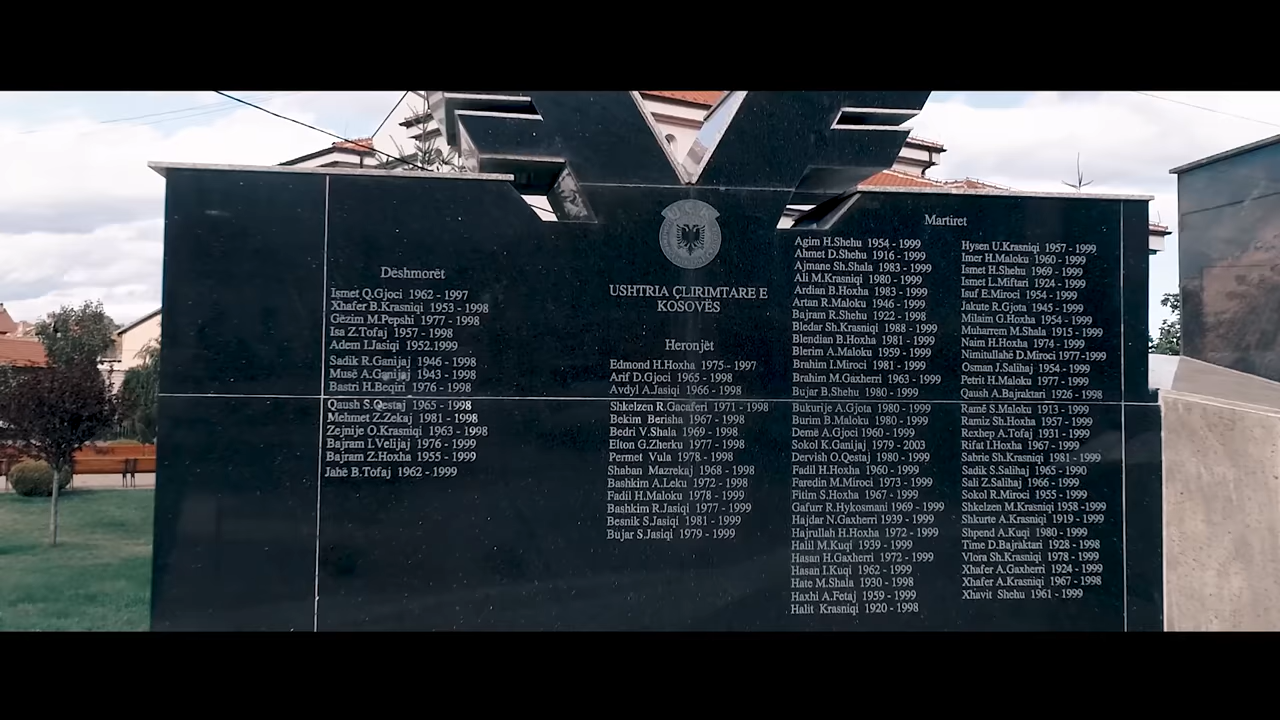 Dëshmorët
Ismet Q.Gjoci 1962 - 1997
Xhafer B.Krasniqi 1953 - 1998
Gëzim M.Pepshi 1977 - 1998
Isa Z.Tofaj 1957 - 1998
Adem I.Jasiqi 1952.1999
Sadik R.Ganijaj 1946 - 1998
Musë A.Ganijaj 1943 - 1998
Bastri H.Beqiri 1976 - 1998
Qaush S.Qestaj 1965 - 1998
Mehmet Z.Zekaj 1981 - 1998
Zejnije O.Krasniqi 1963 - 1998
Bajram I.Velijaj 1976 - 1999
Bajram Z.Hoxha 1955 - 1999
Jahë B.Tofaj 1962 - 1999
UÇK
USHTRIA ÇLIRIMTARE E
KOSOVËS
Heronjët
Edmond H.Hoxha 1975 - 1997
Arif D.Gjoci 1965 - 1998
Avdyl A.Jasiqi 1966 - 1998
Shkelzen R.Gacaferi 1971 - 1998
Bekim Berisha 1967 - 1998
Bedri V.Shala 1969 - 1998
Elton G.Zherku 1977 - 1998
Permet Vula 1978 - 1998
Shaban Mazrekaj 1968 - 1998
Bashkim A.Leku 1972 - 1998
Fadil H.Maloku 1978 - 1999
Bashkim R.Jasiqi 1977 - 1999
Besnik S.Jasiqi 1981 - 1999
Bujar S.Jasiqi 1979 - 1999
Martiret
Agim H.Shehu 1954 - 1999
Ahmet D.Shehu 1916 - 1999
Ajmane Sh.Shala 1983 - 1999
Ali M.Krasniqi 1980 - 1999
Ardian B.Hoxha 1983 - 1999
Artan R.Maloku 1946 - 1999
Bajram R.Shehu 1922 - 1998
Bledar Sh.Krasniqi 1988 - 1999
Blendian B.Hoxha 1981 - 1999
Blerim A.Maloku 1959 - 1999
Brahim I.Miroci 1981 - 1999
Brahim M.Gaxherri 1963 - 1999
Bujar B.Shehu 1980 - 1999
Bukurije A.Gjota 1980 - 1999
Burim B.Maloku 1980 - 1999
Demë A.Gjoci 1960 - 1999
Sokol K.Ganijaj 1979 - 2003
Dervish O.Qestaj 1980 - 1999
Fadil H.Hoxha 1960 - 1999
Faredin M.Miroci 1973 - 1999
Fitim S.Hoxha 1967 - 1999
Gafurr R.Hykosmani 1969 - 1999
Hajdar N.Gaxherri 1939 - 1999
Hajrullah H.Hoxha 1972 - 1999
Halil M.Kuqi 1939 - 1999
Hasan H.Gaxherri 1972 - 1999
Hasan I.Kuqi 1962 - 1999
Hate M.Shala 1930 - 1998
Haxhi A.Fetaj 1959 - 1999
Halit Krasniqi 1920 - 1998
Hysen U.Krasniqi 1957 - 1999
Imer H.Maloku 1960 - 1999
Ismet H.Shehu 1969 - 1999
Ismet L.Miftari 1924 - 1999
Isuf E.Miroci 1954 - 1999
Jakute R.Gjota 1945 - 1999
Milaim G.Hoxha 1954 - 1999
Muharrem M.Shala 1915 - 1999
Naim H.Hoxha 1974 - 1999
Nimitullahë D.Miroci 1977 -1999
Osman J.Salihaj 1954 - 1999
Petrit H.Maloku 1977 - 1999
Qaush A.Bajraktari 1926 - 1998
Ramë S.Maloku 1913 - 1999
Ramiz Sh.Hoxha 1957 - 1999
Rexhep A.Tofaj 1931 - 1999
Rifat I.Hoxha 1967 - 1999
Sabrie Sh.Krasniqi 1981 - 1999
Sadik S.Salihaj 1965 - 1990
Sali Z.Salihaj 1966 - 1999
Sokol R.Miroci 1955 - 1999
Shkelzen M.Krasniqi 1958 -1999
Shkurte A.Krasniqi 1919 - 1999
Shpend A.Kuqi 1980 - 1999
Time D.Bajraktari 1928 - 1998
Vlora Sh.Krasniqi 1978 - 1999
Xhafer A.Gaxherri 1924 - 1999
Xhafer A.Krasniqi 1967 - 1998
Xhavit Shehu 1961 - 1999